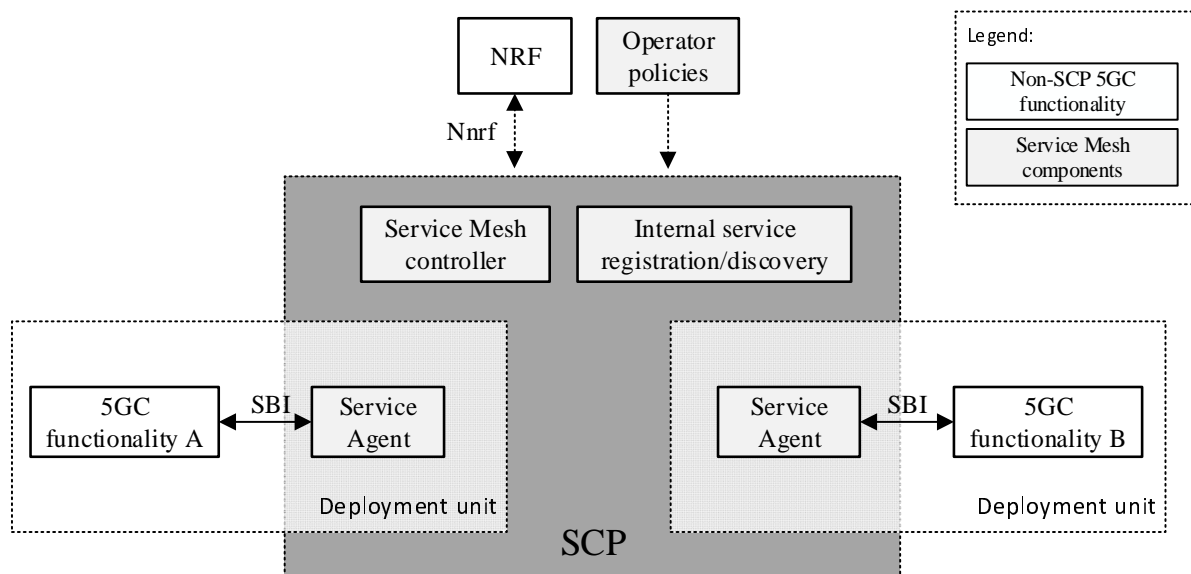 NRF
Operator
policies
Legend:
Non-SCP 5GC
functionality
Service Mesh
components
Nnrf
Service Mesh
controller
Internal service
registration/discovery
5GC
functionality A
SBI
Service
Agent
Deployment unit
Service
Agent
SBI
5GC
functionality B
Deployment unit
SCP